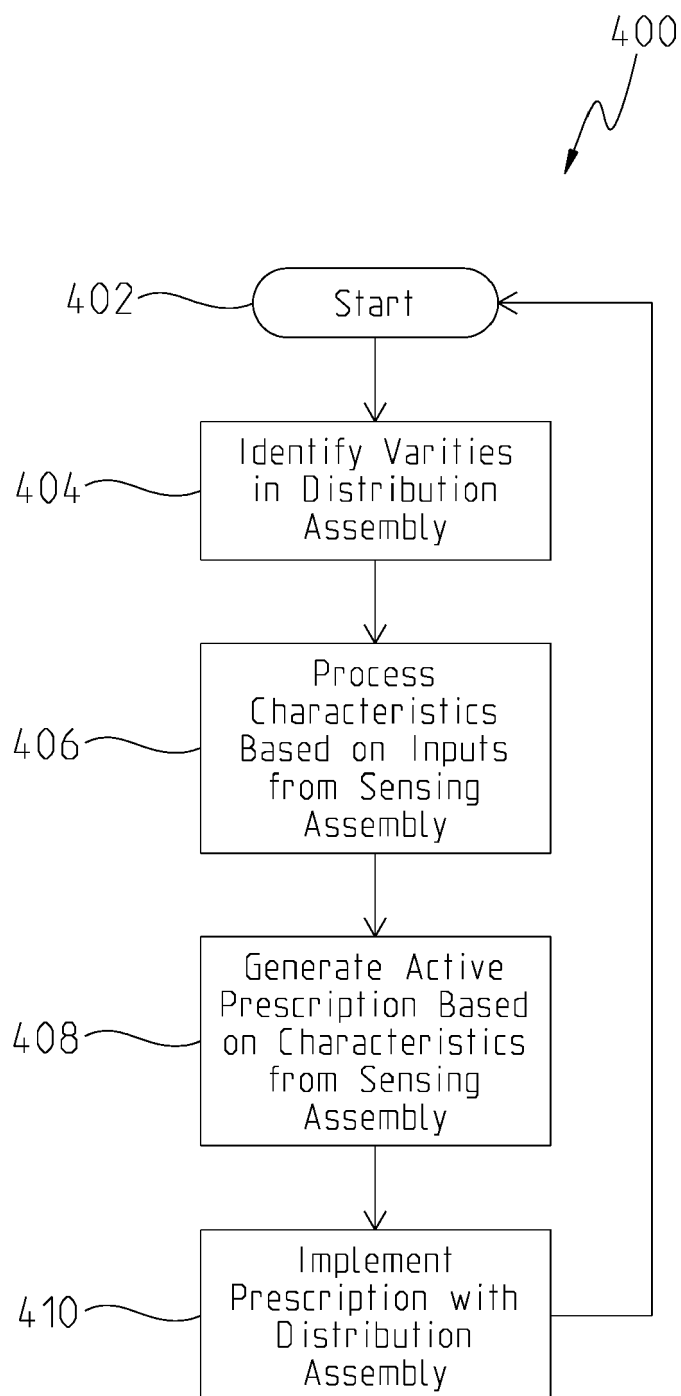 400
402
Start
404
Identify Varities
in Distribution
Assembly
406
Process
Characteristics
Based on Inputs
from Sensing
Assembly
408
Generate Active
Prescription Based
on Characteristics
from Sensing
Assembly
410
Implement
Prescription with
Distribution
Assembly